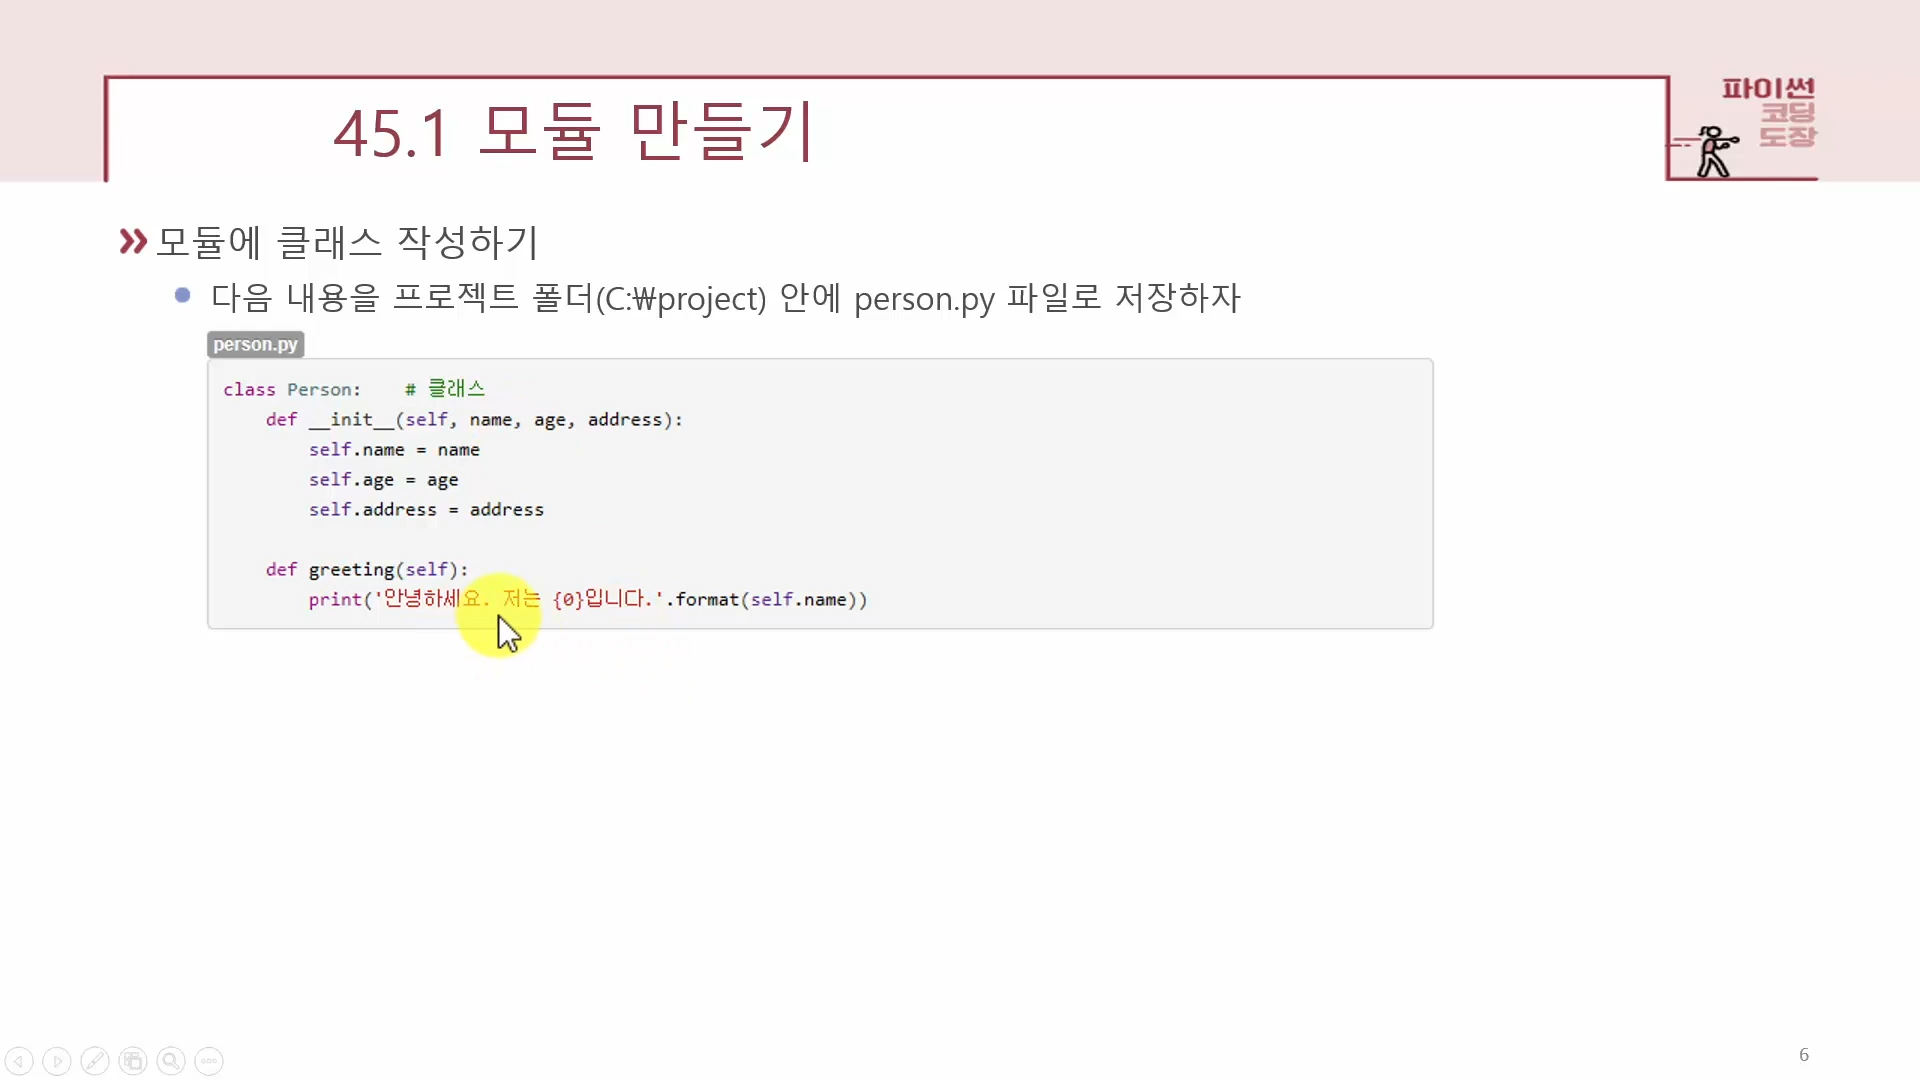 45.1 모듈 만들기
파이썬
코딩
도장
모듈에 클래스 작성하기
다음 내용을 프로젝트 폴더(C:₩project) 안에 person.py 파일로 저장하자
person.py
class Person:    # 클래스
    def __init__(self, name, age, address):
        self.name = name
        self.age = age
        self.address = address
    def greeting(self):
        print('안녕하세요. 저는 {0}입니다.'.format(self.name))
6